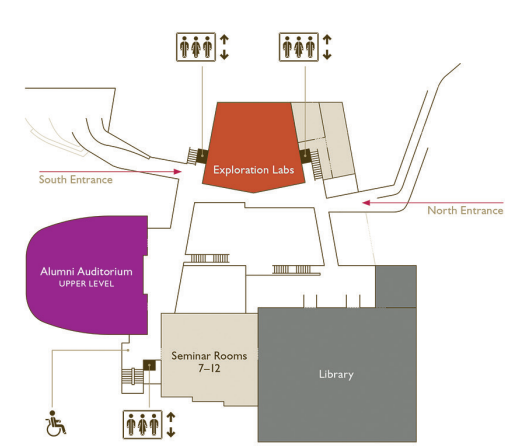 Exploration Labs
South Entrance
North Entrance
Alumni Auditorium
UPPER LEVEL
Seminar Rooms
7–12
Library